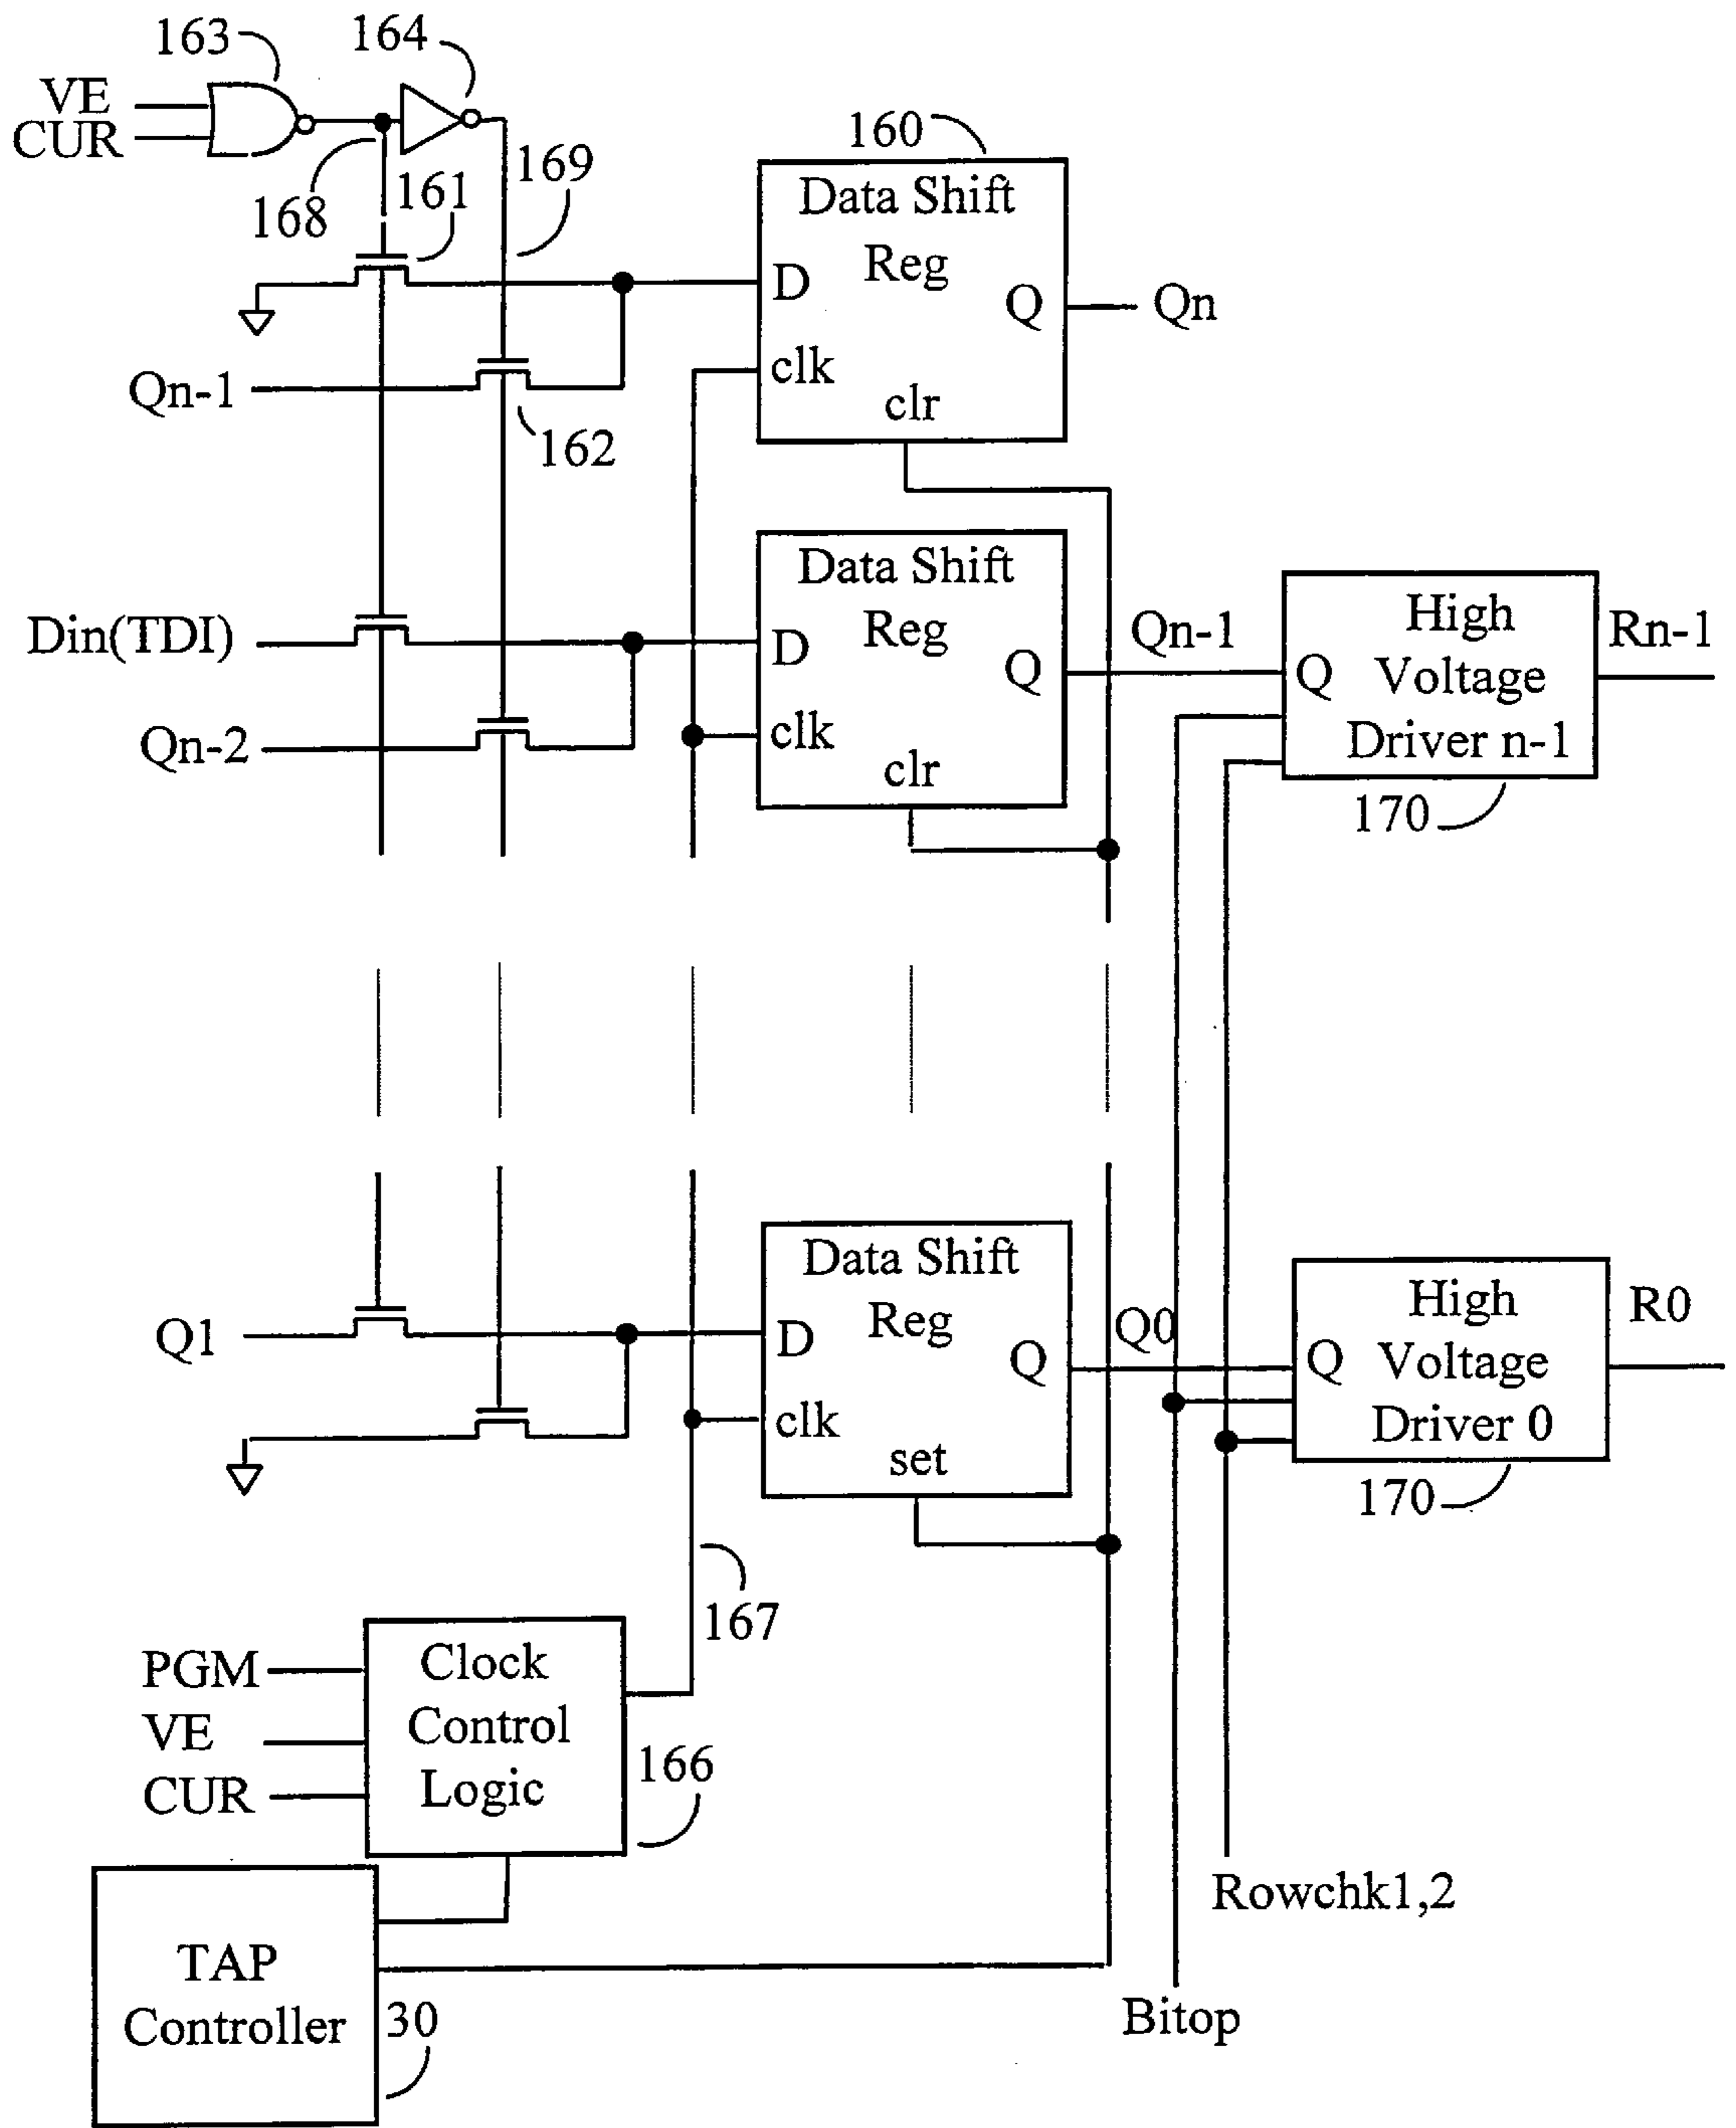 163
164
VE
CUR
168
161
169
160
Data Shift
Reg
D
Q
Qn
clk
clr
Qn-1
162
Data Shift
Reg
Din(TDI)
D
Q
Qn-1
Qn-2
clk
clr
High
Voltage
Driver n-1
Q
Rn-1
170
Data Shift
Reg
Q1
D
Q
Q0
clk
set
High
Voltage
Driver 0
Q
R0
170
167
PGM
VE
CUR
Clock
Control
Logic
166
Rowchk1,2
TAP
Controller
30
Bitop